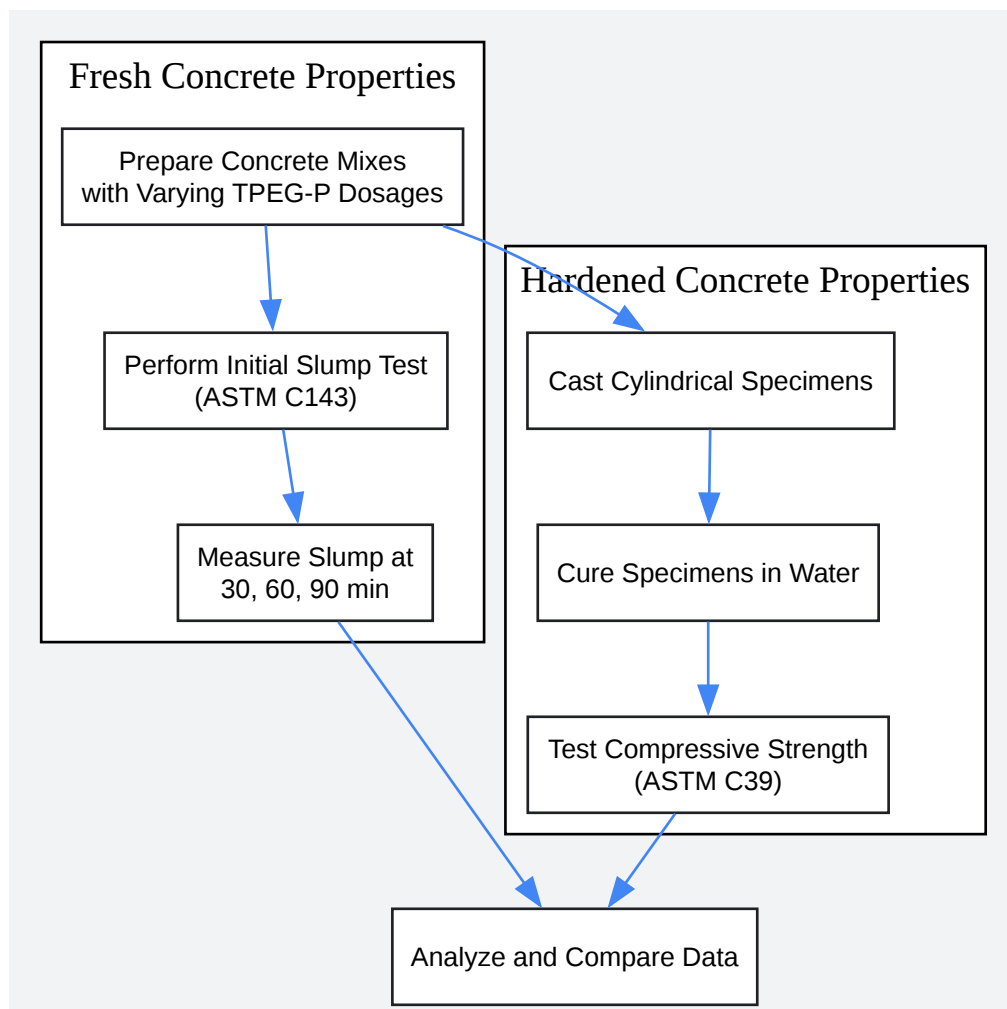 Fresh Concrete Properties
Prepare Concrete Mixes
with Varying TPEG-P Dosages
Perform Initial Slump Test
(ASTM C143)
Measure Slump at
30, 60, 90 min
Hardened Concrete Properties
Cast Cylindrical Specimens
Cure Specimens in Water
Test Compressive Strength
(ASTM C39)
Analyze and Compare Data